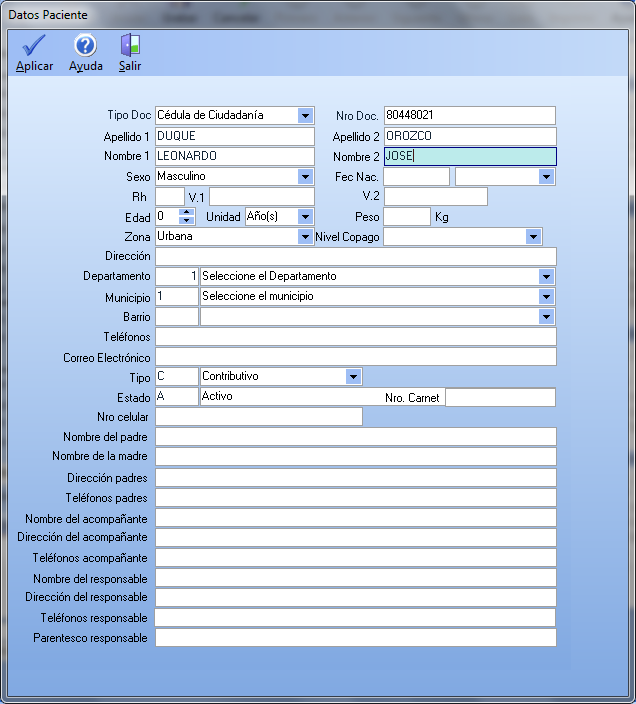 Datos Paciente
Aplicar Ayuda Salir
Tipo Doc Cédula de Ciudadanía Nro Doc. 80448021
Apellido 1 DUQUE Apellido 2 OROZCO
Nombre 1 LEONARDO Nombre 2 JOSE
Sexo Masculino Fec Nac.
Rh V.1 V.2
Edad 0 Unidad Año(s) Peso Kg
Zona Urbana Nivel Copago
Dirección
Departamento 1 Seleccione el Departamento
Municipio 1 Seleccione el municipio
Barrio
Teléfonos
Correo Electrónico
Tipo C Contributivo
Estado A Activo Nro. Carnet
Nro celular
Nombre del padre
Nombre de la madre
Dirección padres
Teléfonos padres
Nombre del acompañante
Dirección del acompañante
Teléfonos acompañante
Nombre del responsable
Dirección del responsable
Teléfonos responsable
Parentesco responsable